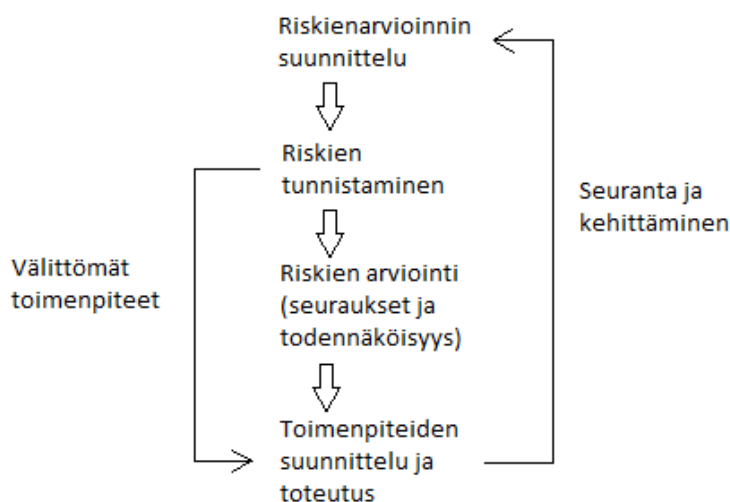 Riskienarvioinnin
suunnittelu
Riskien
tunnistaminen
Seuranta ja
kehittäminen
Välittömät
toimenpiteet
Riskien arviointi
(seuraukset ja
todennäköisyys)
Toimenpiteiden
suunnittelu ja
toteutus